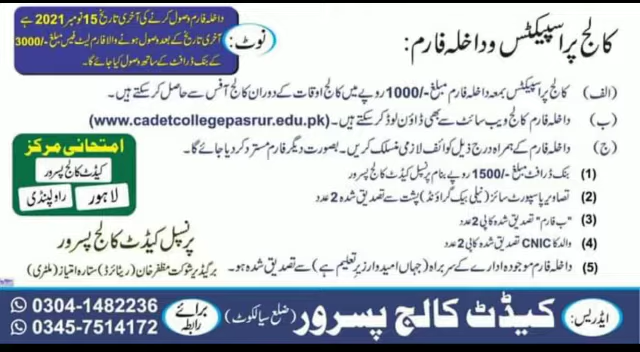 کالج پراسپیکٹس و داخلہ فارم:
نوٹ:
داخلہ فارم وصول کرنے کی آخری تاریخ 15 نومبر 2021 ہے
آخری تاریخ کے بعد وصول ہونے والا فارم لیٹ فیس مبلغ -/3000
کے بنک ڈرافٹ کے ساتھ وصول کیا جائے گا۔
(الف) کالج پراسپیکٹس بمعہ داخلہ فارم مبلغ -/1000 روپے میں کالج اوقات کے دوران کالج آفس سے حاصل کر سکتے ہیں۔
(ب) داخلہ فارم کالج ویب سائٹ سے بھی ڈاؤن لوڈ کر سکتے ہیں۔ (www.cadetcollegepasrur.edu.pk)
(ج) داخلہ فارم کے ہمراہ درج ذیل کوائف لازمی منسلک کریں۔ بصورت دیگر فارم مسترد کر دیا جائے گا۔
(1) بنک ڈرافٹ مبلغ -/1500 روپے بنام پرنسپل کیڈٹ کالج پسرور
(2) تصاویر پاسپورٹ سائز (نیلی بیک گراؤنڈ) پشت سے تصدیق شدہ 2 عدد
(3) "ب فارم" تصدیق شدہ کاپی 2 عدد
(4) والد کا CNIC تصدیق شدہ کاپی 2 عدد
(5) داخلہ فارم موجودہ ادارے کے سربراہ (جہاں امیدوار زیرِ تعلیم ہے) سے تصدیق شدہ ہو۔
امتحانی مرکز
کیڈٹ کالج پسرور
لاہور
راولپنڈی
پرنسپل کیڈٹ کالج پسرور
بریگیڈیر شوکت مظفر خان (ریٹائرڈ) ستارہ امتیاز (ملٹری)
ایڈریس:
کیڈٹ کالج پسرور (ضلع سیالکوٹ)
برائے رابطہ
0304-1482236
0345-7514172